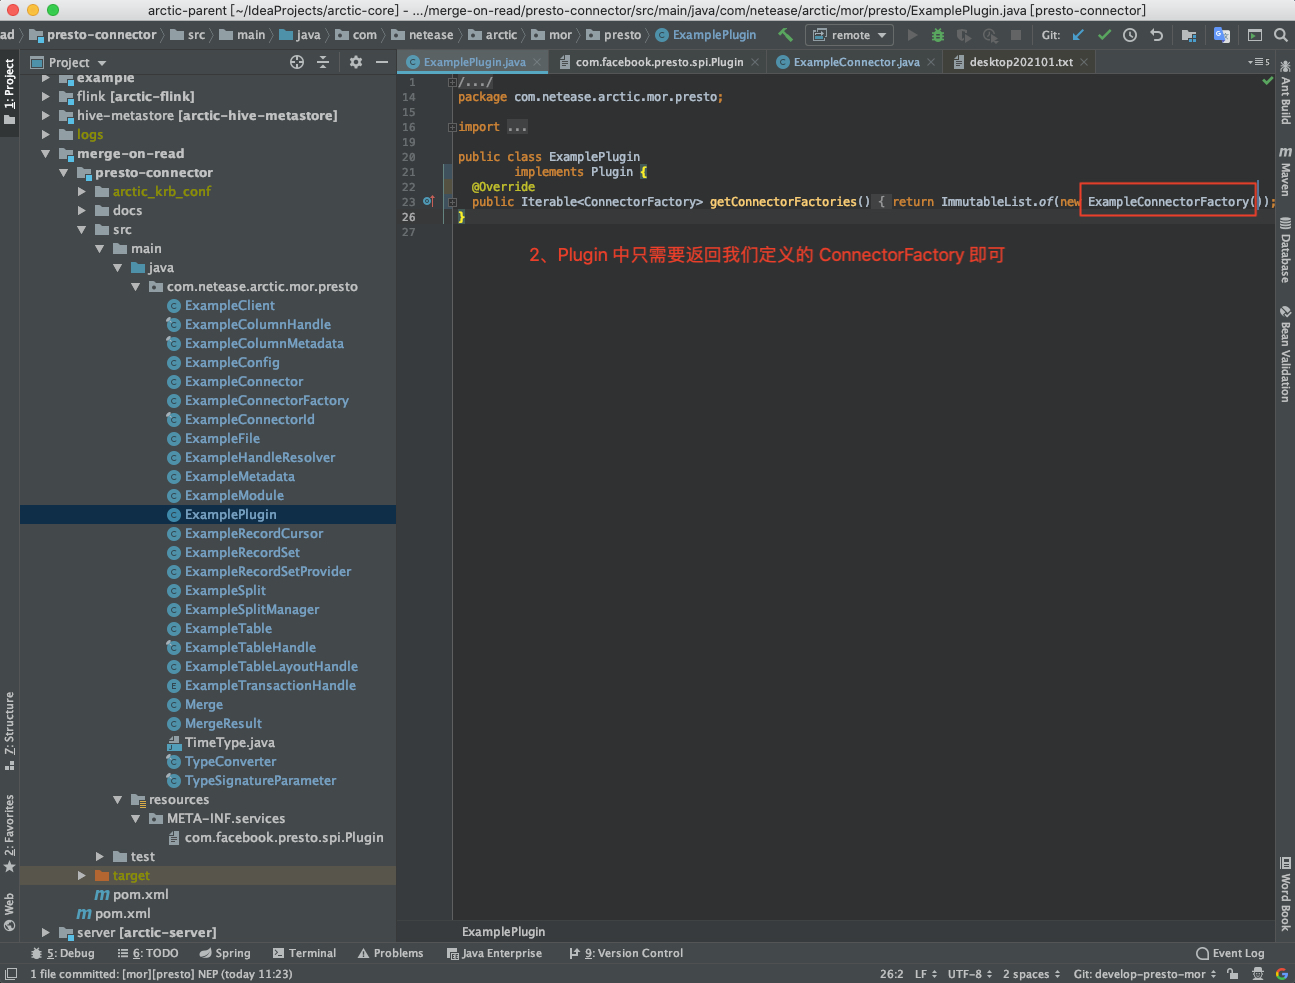 arctic-parent [~/IdeaProjects/arctic-core] - .../merge-on-read/presto-connector/src/main/java/com/netease/arctic/mor/presto/ExamplePlugin.java [presto-connector]
ad presto-connector src main java com netease arctic mor presto ExamplePlugin remote Git:
Project
ExamplePlugin.java com.facebook.presto.spi.Plugin ExampleConnector.java desktop202101.txt 5
1: Project
example
flink [arctic-flink]
hive-metastore [arctic-hive-metastore]
logs
merge-on-read
presto-connector
arctic_krb_conf
docs
src
main
java
com.netease.arctic.mor.presto
ExampleClient
ExampleColumnHandle
ExampleColumnMetadata
ExampleConfig
ExampleConnector
ExampleConnectorFactory
ExampleConnectorId
ExampleFile
ExampleHandleResolver
ExampleMetadata
ExampleModule
ExamplePlugin
ExampleRecordCursor
ExampleRecordSet
ExampleRecordSetProvider
ExampleSplit
ExampleSplitManager
ExampleTable
ExampleTableHandle
ExampleTableLayoutHandle
ExampleTransactionHandle
Merge
MergeResult
TimeType.java
TypeConverter
TypeSignatureParameter
resources
META-INF.services
com.facebook.presto.spi.Plugin
test
target
pom.xml
pom.xml
server [arctic-server]
Z: Structure
2: Favorites
Web
1 /.../
14 package com.netease.arctic.mor.presto;
15
16 import ...
19
20 public class ExamplePlugin
21 implements Plugin {
22 @Override
23 public Iterable<ConnectorFactory> getConnectorFactories() { return ImmutableList.of(new ExampleConnectorFactory());
26 }
27
2、Plugin 中只需要返回我们定义的 ConnectorFactory 即可
Ant Build
Maven
Database
Bean Validation
Word Book
ExamplePlugin
5: Debug 6: TODO Spring Terminal Problems Java Enterprise 9: Version Control Event Log
1 file committed: [mor][presto] NEP (today 11:23) 26:2 LF UTF-8 2 spaces Git: develop-presto-mor